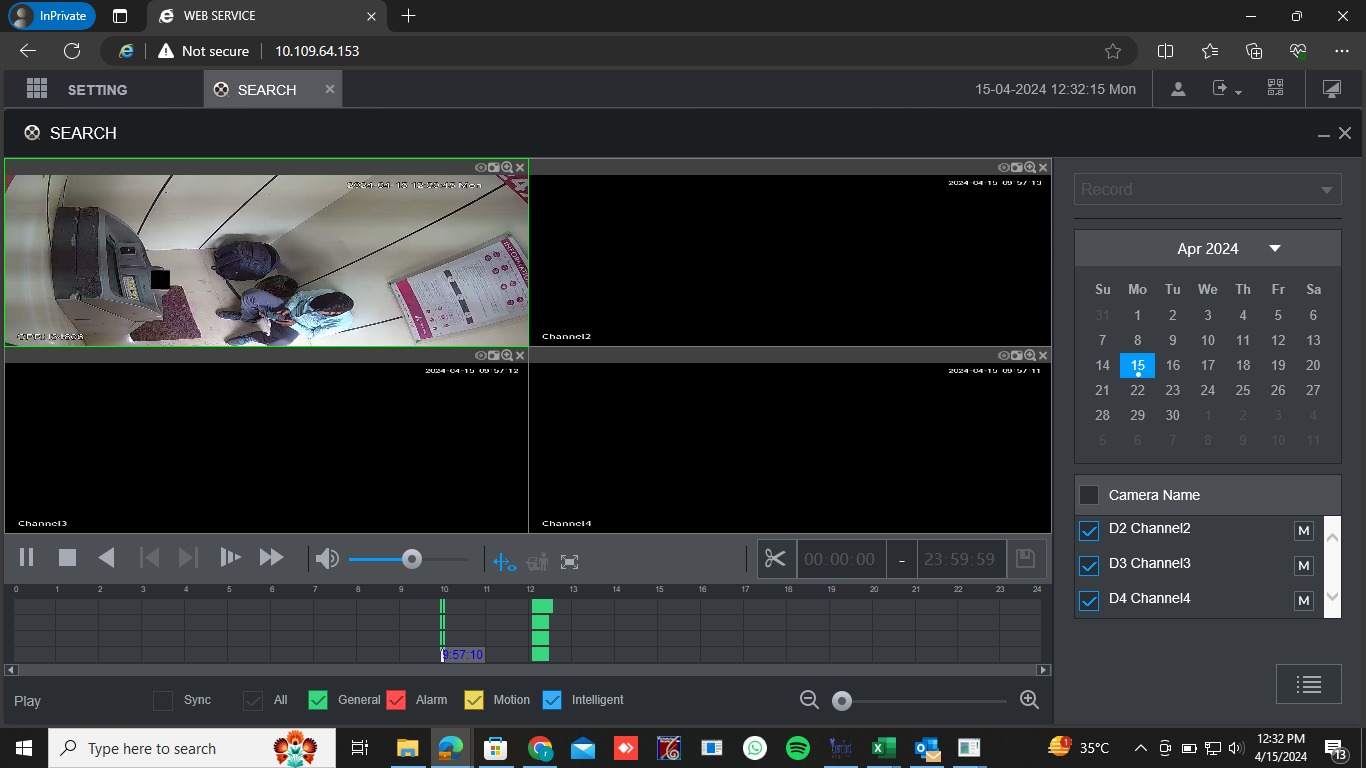 InPrivate
WEB SERVICE
Not secure
10.109.64.153
SETTING
SEARCH
15-04-2024 12:32:15 Mon
SEARCH
2024-04-15 09:57:13
INFORMATION
Channel2
2024-04-15 09:57:12
2024-04-15 09:57:11
Channel3
Channel4
Record
Apr 2024
Su Mo Tu We Th Fr Sa
31 1 2 3 4 5 6
7 8 9 10 11 12 13
14 15 16 17 18 19 20
21 22 23 24 25 26 27
28 29 30 1 2 3 4
5 6 7 8 9 10 11
Camera Name
D2 Channel2 M
D3 Channel3 M
D4 Channel4 M
00:00:00 - 23:59:59
0 1 2 3 4 5 6 7 8 9 10 11 12 13 14 15 16 17 18 19 20 21 22 23 24
9:57:10
Play
Sync
All
General
Alarm
Motion
Intelligent
Type here to search
1
35°C
12:32 PM
4/15/2024
13